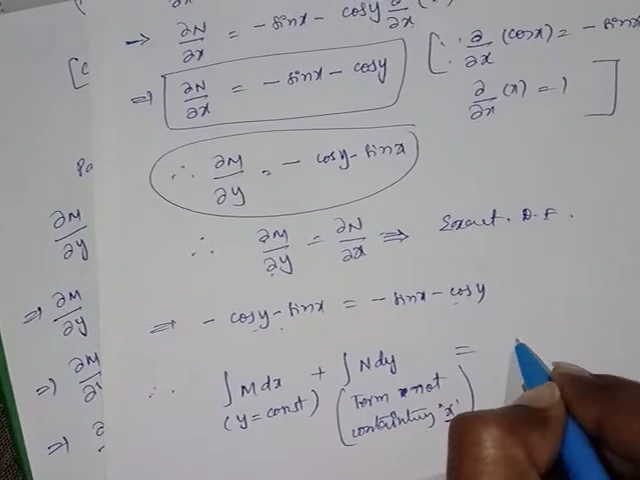 → ∂N/∂x = -sinx - cosy ∂/∂x
⇒ ∂N/∂x = - sinx - cosy [∵ ∂/∂x (cosx) = - sinx
∂/∂x (x) = 1 ]
∴ ∂M/∂y = - cosy - sinx
∂M/∂y
∴ ∂M/∂y = ∂N/∂x ⇒ Exact. D.F.
⇒ ∂M/∂y
⇒ - cosy - sinx = - sinx - cosy
⇒ ∂M/∂
∴ ∫ M dx + ∫ N dy =
(y = const) (Term not
containing 'x')
⇒ ∂